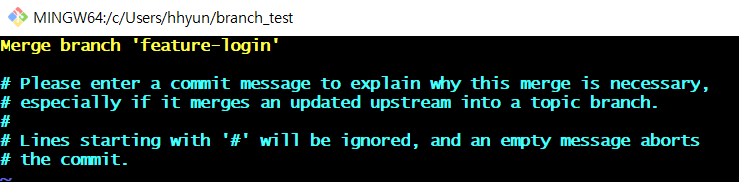 MINGW64:/c/Users/hhyun/branch_test
Merge branch 'feature-login'
# Please enter a commit message to explain why this merge is necessary,
# especially if it merges an updated upstream into a topic branch.
#
# Lines starting with '#' will be ignored, and an empty message aborts
# the commit.
~